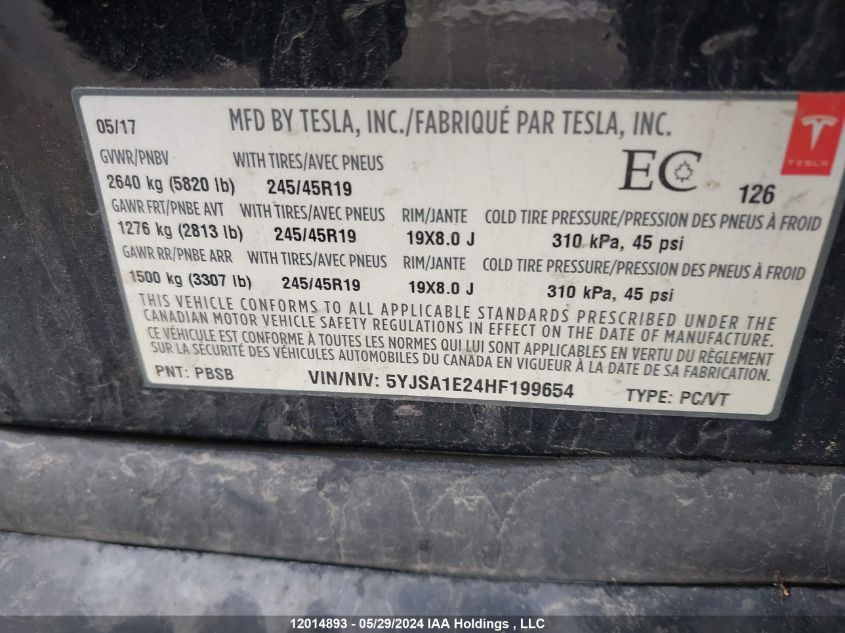 05/17 MFD BY TESLA, INC./FABRIQUÉ PAR TESLA, INC.
TESLA
GVWR/PNBV WITH TIRES/AVEC PNEUS
2640 kg (5820 lb) 245/45R19 EC 126
GAWR FRT/PNBE AVT WITH TIRES/AVEC PNEUS RIM/JANTE COLD TIRE PRESSURE/PRESSION DES PNEUS À FROID
1276 kg (2813 lb) 245/45R19 19X8.0 J 310 kPa, 45 psi
GAWR RR/PNBE ARR WITH TIRES/AVEC PNEUS RIM/JANTE COLD TIRE PRESSURE/PRESSION DES PNEUS À FROID
1500 kg (3307 lb) 245/45R19 19X8.0 J 310 kPa, 45 psi
THIS VEHICLE CONFORMS TO ALL APPLICABLE STANDARDS PRESCRIBED UNDER THE
CANADIAN MOTOR VEHICLE SAFETY REGULATIONS IN EFFECT ON THE DATE OF MANUFACTURE.
CE VÉHICULE EST CONFORME À TOUTES LES NORMES QUI LUI SONT APPLICABLES EN VERTU DU RÈGLEMENT
SUR LA SÉCURITÉ DES VÉHICULES AUTOMOBILES DU CANADA EN VIGUEUR À LA DATE DE SA FABRICATION.
PNT: PBSB VIN/NIV: 5YJSA1E24HF199654 TYPE: PC/VT
12014893 - 05/29/2024 IAA Holdings , LLC